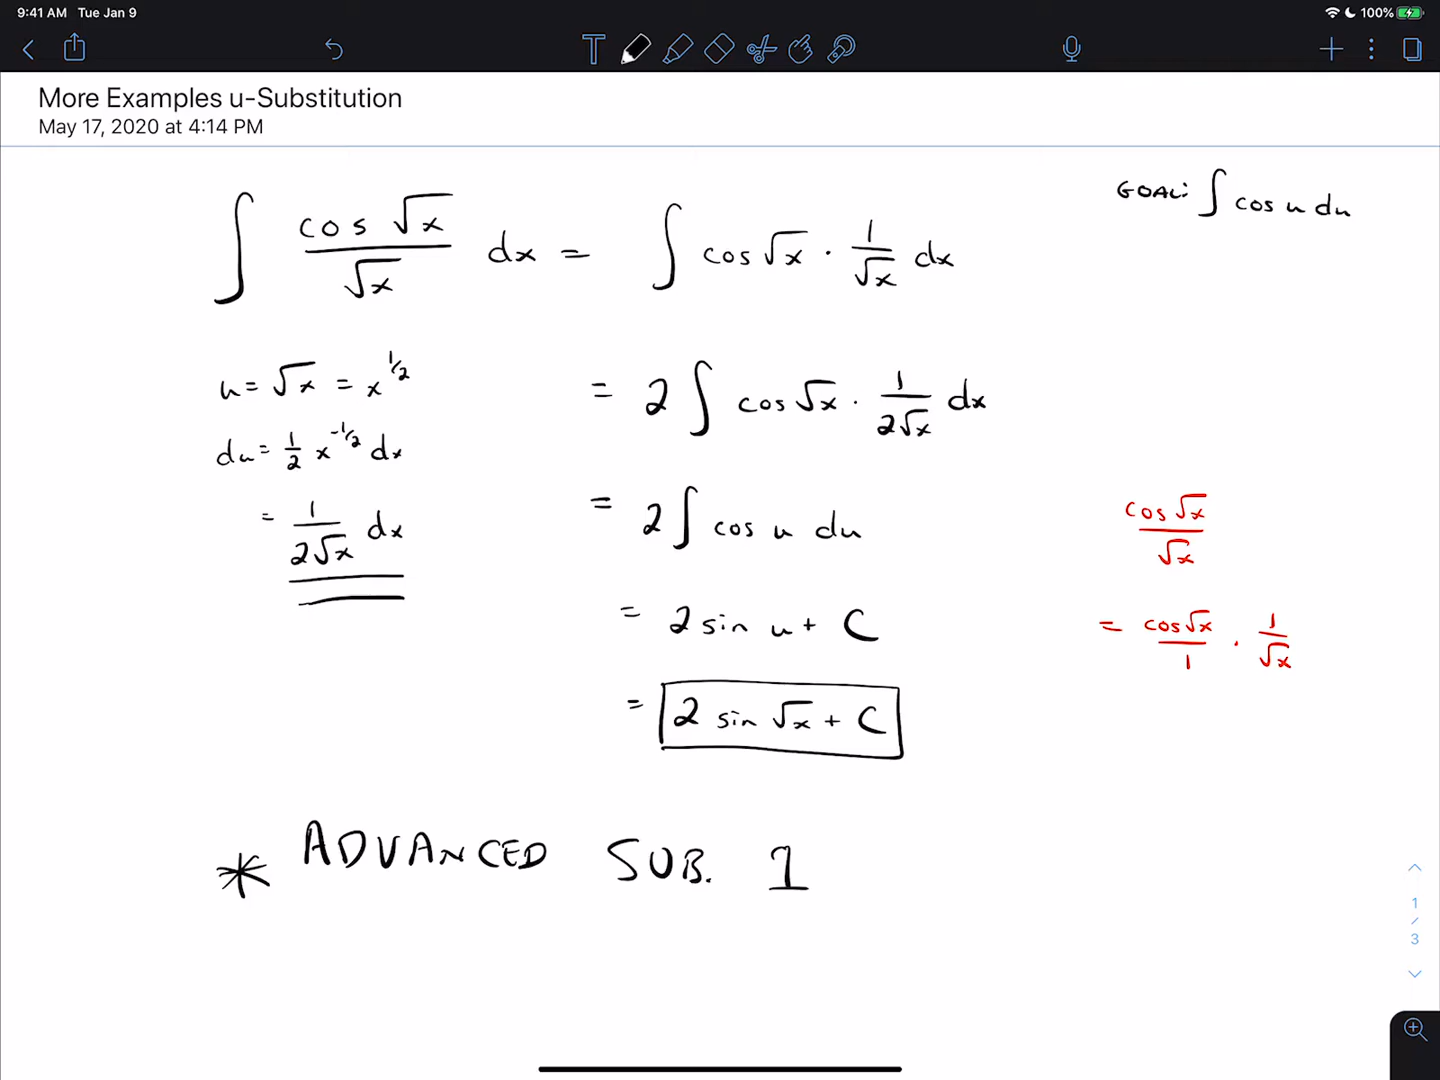 9:41 AM Tue Jan 9 100%
More Examples u-Substitution
May 17, 2020 at 4:14 PM
GOAL: ∫ cos u du
∫ cos √x / √x dx = ∫ cos √x · 1/√x dx
u = √x = x^1/2
= 2 ∫ cos √x · 1/2√x dx
du = 1/2 x^-1/2 dx
= 1/2√x dx
= 2 ∫ cos u du
cos √x / √x
= 2 sin u + C
= cos √x / 1 · 1/√x
= 2 sin √x + C
* ADVANCED SUB. 1
1 / 3